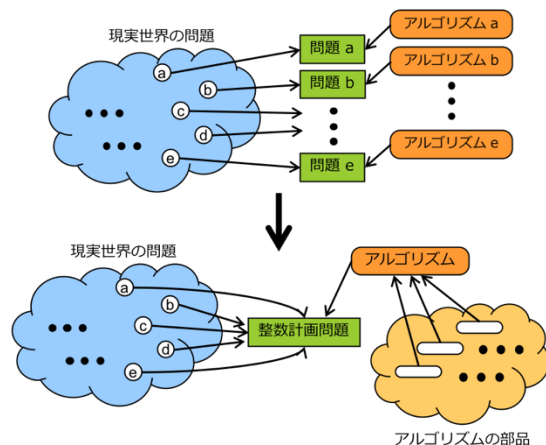 現実世界の問題
a
b
c
d
e
問題 a
問題 b
問題 e
アルゴリズム a
アルゴリズム b
アルゴリズム e
現実世界の問題
a
b
c
d
e
整数計画問題
アルゴリズム
アルゴリズムの部品